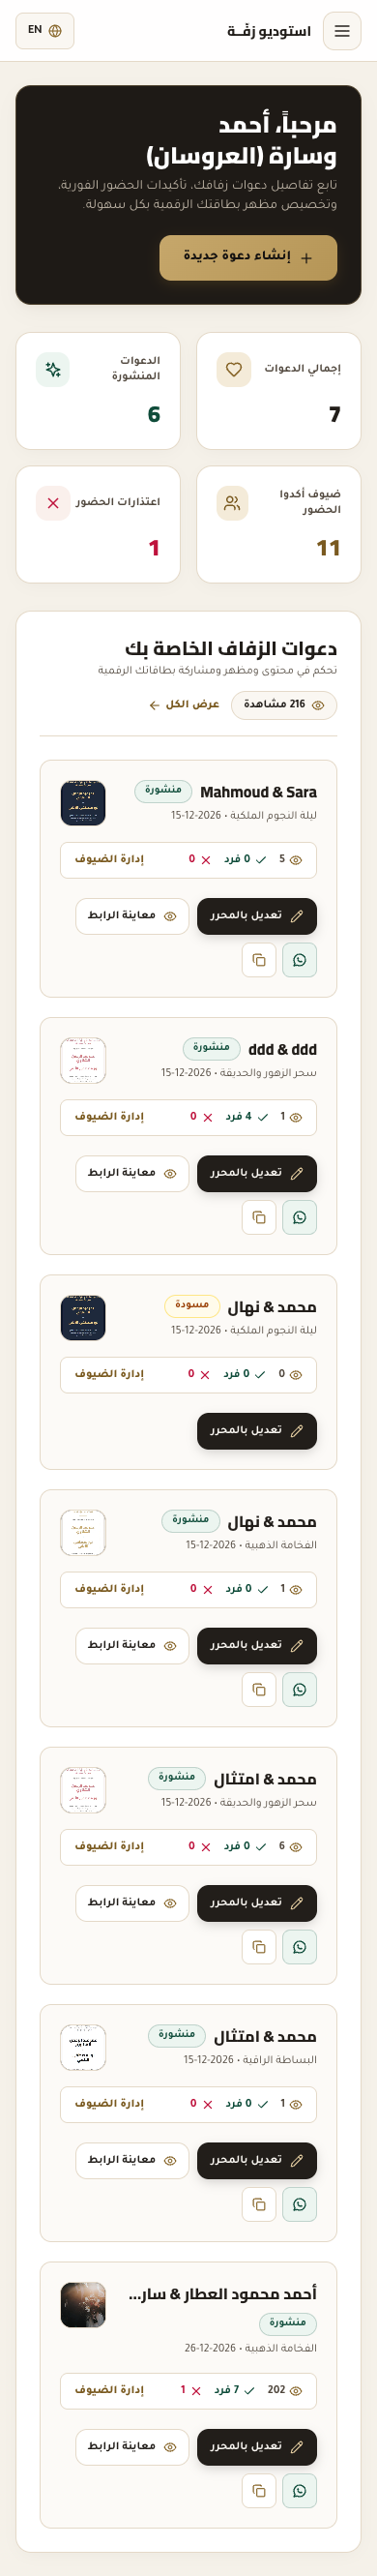 استوديو زفّــة
EN
مرحباً، أحمد
وسارة (العروسان)
تابع تفاصيل دعوات زفافك، تأكيدات الحضور الفورية،
وتخصيص مظهر بطاقتك الرقمية بكل سهولة.
+ إنشاء دعوة جديدة
إجمالي الدعوات
7
الدعوات
المنشورة
6
ضيوف أكدوا
الحضور
11
اعتذارات الحضور
1
دعوات الزفاف الخاصة بك
تحكم في محتوى ومظهر ومشاركة بطاقاتك الرقمية
216 مشاهدة
عرض الكل ←
Mahmoud & Sara منشورة
ليلة النجوم الملكية • 2026-12-15
5 0 فرد 0 إدارة الضيوف
تعديل بالمحرر معاينة الرابط
ddd & ddd منشورة
سحر الزهور والحديقة • 2026-12-15
1 4 فرد 0 إدارة الضيوف
تعديل بالمحرر معاينة الرابط
محمد & نهال مسودة
ليلة النجوم الملكية • 2026-12-15
0 0 فرد 0 إدارة الضيوف
تعديل بالمحرر
محمد & نهال منشورة
الفخامة الذهبية • 2026-12-15
1 0 فرد 0 إدارة الضيوف
تعديل بالمحرر معاينة الرابط
محمد & امتثال منشورة
سحر الزهور والحديقة • 2026-12-15
6 0 فرد 0 إدارة الضيوف
تعديل بالمحرر معاينة الرابط
محمد & امتثال منشورة
البساطة الراقية • 2026-12-15
1 0 فرد 0 إدارة الضيوف
تعديل بالمحرر معاينة الرابط
أحمد محمود العطار & سار...
منشورة
الفخامة الذهبية • 2026-12-26
202 7 فرد 1 إدارة الضيوف
تعديل بالمحرر معاينة الرابط